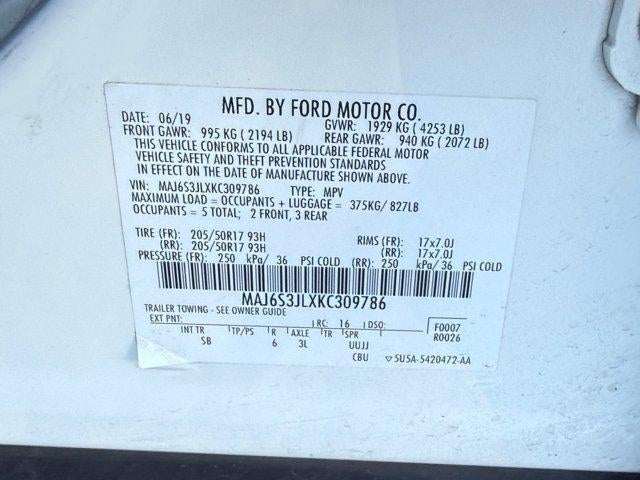 MFD. BY FORD MOTOR CO.
DATE: 06/19 GVWR: 1929 KG ( 4253 LB)
FRONT GAWR: 995 KG ( 2194 LB) REAR GAWR: 940 KG ( 2072 LB)
THIS VEHICLE CONFORMS TO ALL APPLICABLE FEDERAL MOTOR
VEHICLE SAFETY AND THEFT PREVENTION STANDARDS
IN EFFECT ON THE DATE OF MANUFACTURE SHOWN ABOVE.
VIN: MAJ6S3JLXKC309786 TYPE: MPV
MAXIMUM LOAD = OCCUPANTS + LUGGAGE = 375KG/ 827LB
OCCUPANTS = 5 TOTAL; 2 FRONT, 3 REAR
TIRE (FR): 205/50R17 93H RIMS (FR): 17x7.0J
(RR): 205/50R17 93H (RR): 17x7.0J
PRESSURE (FR): 250 kPa/ 36 PSI COLD (RR): 250 kPa/ 36 PSI COLD
MAJ6S3JLXKC309786
TRAILER TOWING - SEE OWNER GUIDE
EXT PNT: RC: 16 DSO: F0007
INT TR TP/PS R AXLE TR SPR R0026
SB 6 3L UUJJ
CBU ▽5U5A-5420472-AA